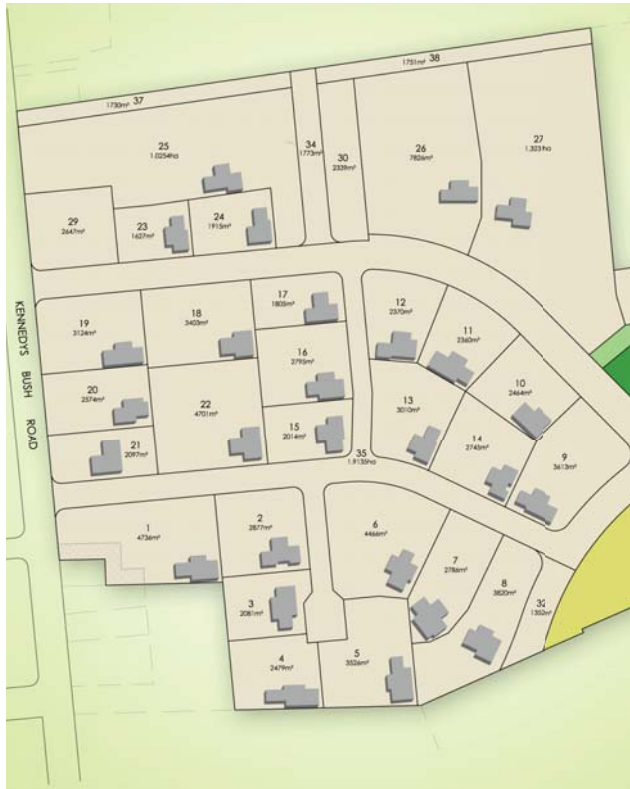 1730m² 37
1751m² 38
25
1.0254ha
34
1773m²
30
2339m²
26
7826m²
27
1.323ha
29
2647m²
23
1627m²
24
1915m²
19
3124m²
18
3403m²
17
1805m²
12
2370m²
11
2360m²
16
2795m²
10
2464m²
20
2574m²
22
4701m²
13
3010m²
KENNEDYS BUSH ROAD
21
2097m²
15
2014m²
14
2745m²
9
3613m²
35
1.9135ha
1
4736m²
2
2877m²
6
4466m²
7
2786m²
8
3820m²
3
2081m²
32
1352m²
4
2479m²
5
3526m²